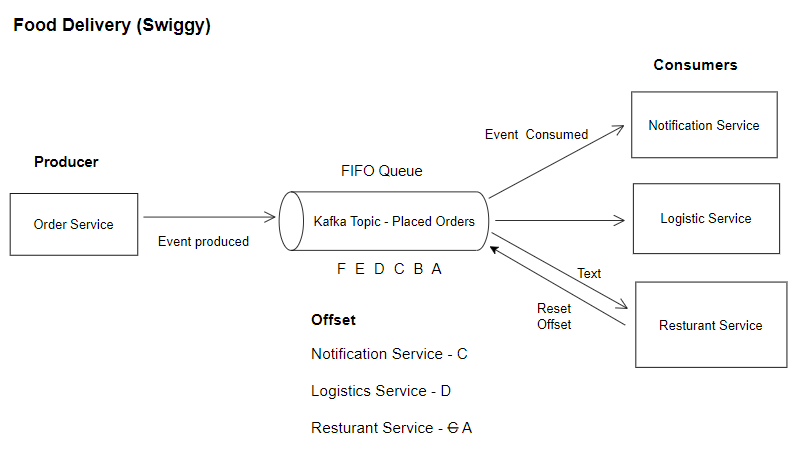 Food Delivery (Swiggy)
Consumers
Event  Consumed
Notification Service
Producer
FIFO Queue
Order Service
Event produced
Kafka Topic - Placed Orders
Logistic Service
F E D C B A
Text
Reset
Offset
Resturant Service
Offset
Notification Service - C
Logistics Service - D
Resturant Service - C A